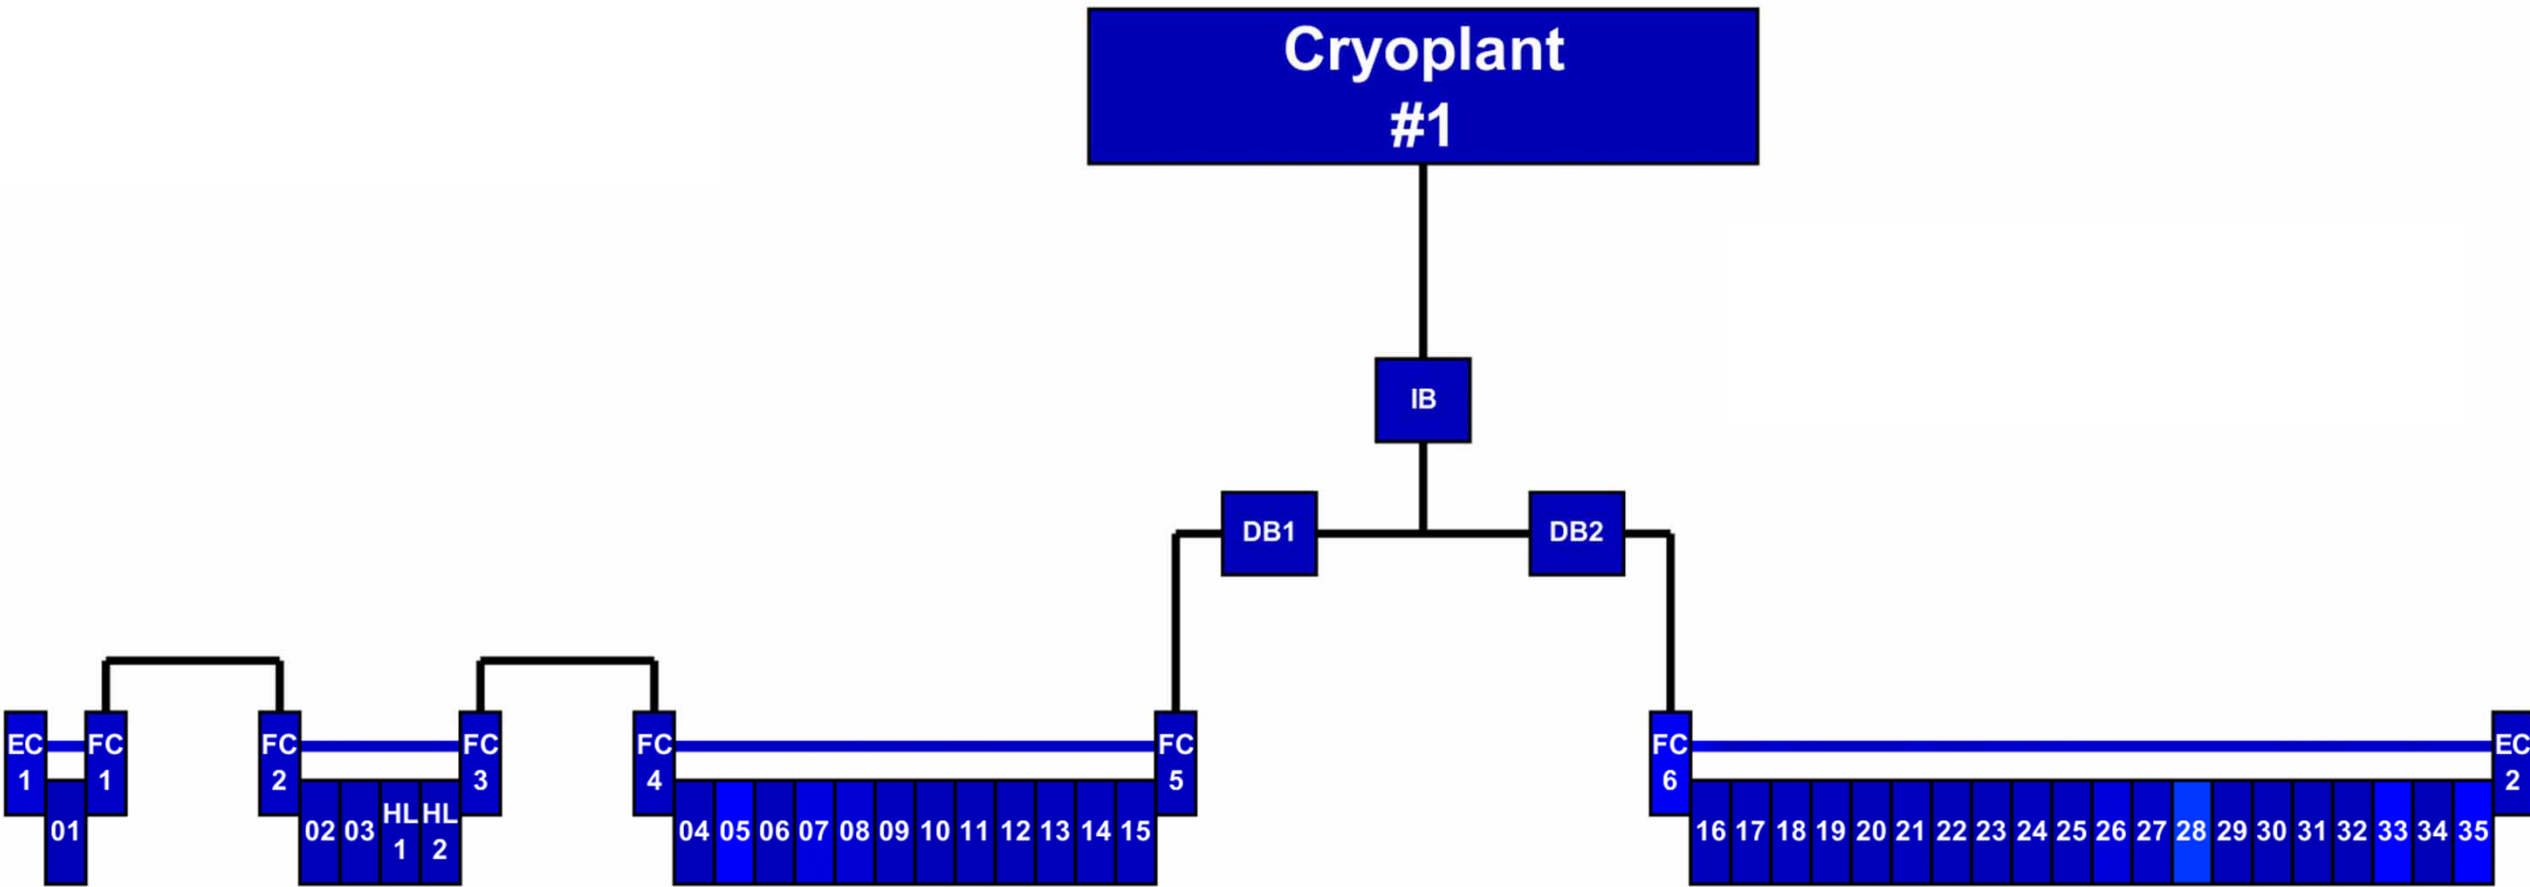 Cryoplant
#1
IB
DB1 DB2
EC FC FC FC FC FC FC EC
1 1 2 3 4 5 6 2
01 02 03 HL HL 04 05 06 07 08 09 10 11 12 13 14 15 16 17 18 19 20 21 22 23 24 25 26 27 28 29 30 31 32 33 34 35
1 2